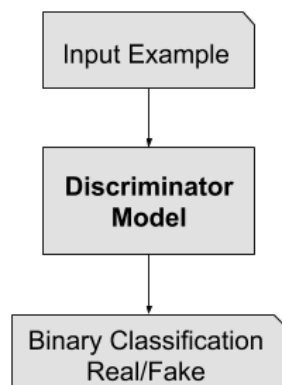 Input Example
Discriminator
Model
Binary Classification
Real/Fake